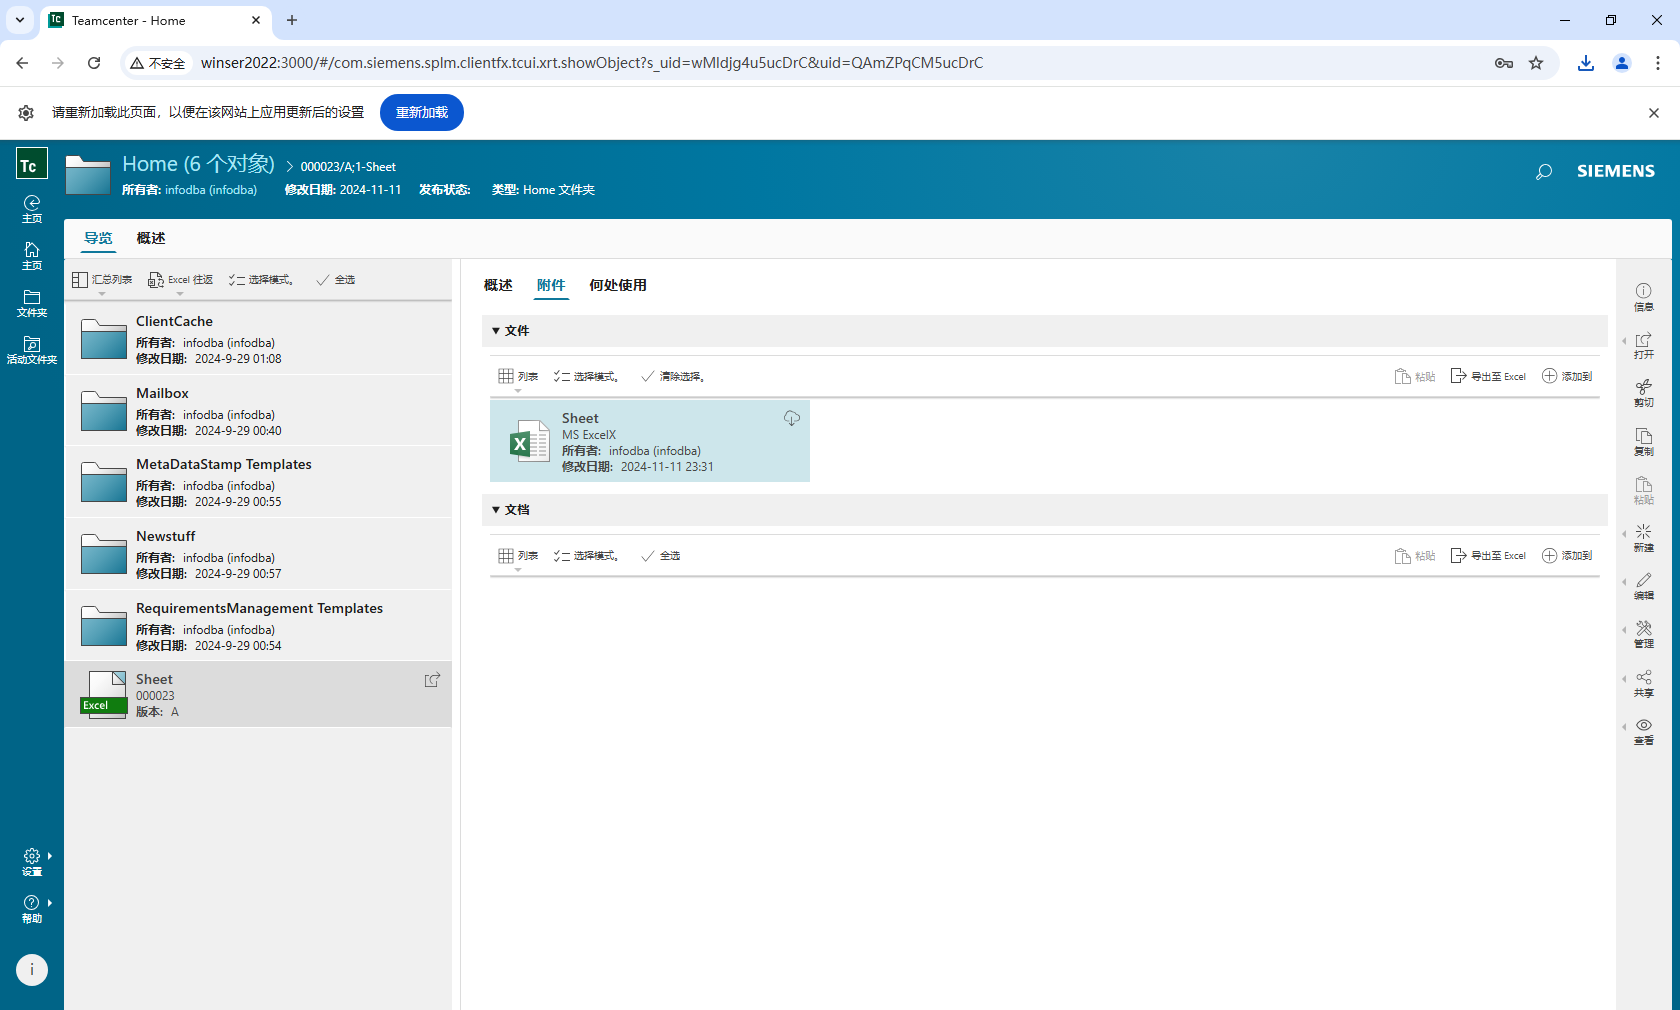 Teamcenter - Home
不安全
winser2022:3000/#/com.siemens.splm.clientfx.tcui.xrt.showObject?s_uid=wMldjg4u5ucDrC&uid=QAmZPqCM5ucDrC
请重新加载此页面，以便在该网站上应用更新后的设置
重新加载
Tc
Home (6 个对象)
000023/A;1-Sheet
所有者: infodba (infodba)
修改日期: 2024-11-11
发布状态:
类型: Home 文件夹
SIEMENS
主页
主页
文件夹
活动文件夹
设置
帮助
导览
概述
汇总列表
Excel 往返
选择模式。
全选
ClientCache
所有者: infodba (infodba)
修改日期: 2024-9-29 01:08
Mailbox
所有者: infodba (infodba)
修改日期: 2024-9-29 00:40
MetaDataStamp Templates
所有者: infodba (infodba)
修改日期: 2024-9-29 00:55
Newstuff
所有者: infodba (infodba)
修改日期: 2024-9-29 00:57
RequirementsManagement Templates
所有者: infodba (infodba)
修改日期: 2024-9-29 00:54
Excel
Sheet
000023
版本: A
概述
附件
何处使用
文件
列表
选择模式。
清除选择。
粘贴
导出至 Excel
添加到
Sheet
MS ExcelX
所有者: infodba (infodba)
修改日期: 2024-11-11 23:31
文档
列表
选择模式。
全选
粘贴
导出至 Excel
添加到
信息
打开
剪切
复制
粘贴
新建
编辑
管理
共享
查看